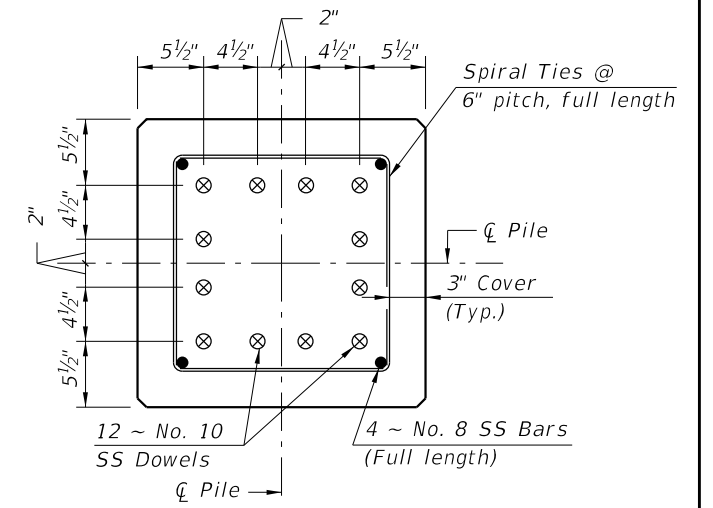 2"
5½" 4½" 4½" 5½"
Spiral Ties @
6" pitch, full length
5½"
4½"
2"
4½"
5½"
℄ Pile
3" Cover
(Typ.)
12 ~ No. 10
SS Dowels
4 ~ No. 8 SS Bars
(Full length)
℄ Pile